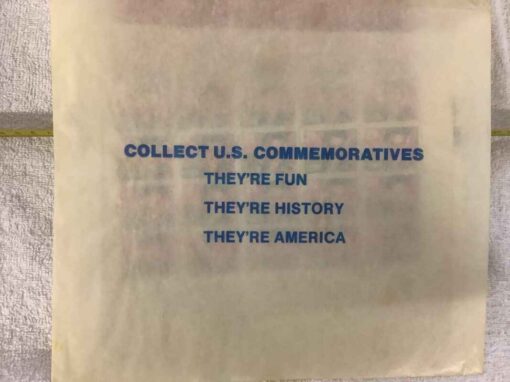 COLLECT U.S. COMMEMORATIVES
THEY'RE FUN
THEY'RE HISTORY
THEY'RE AMERICA